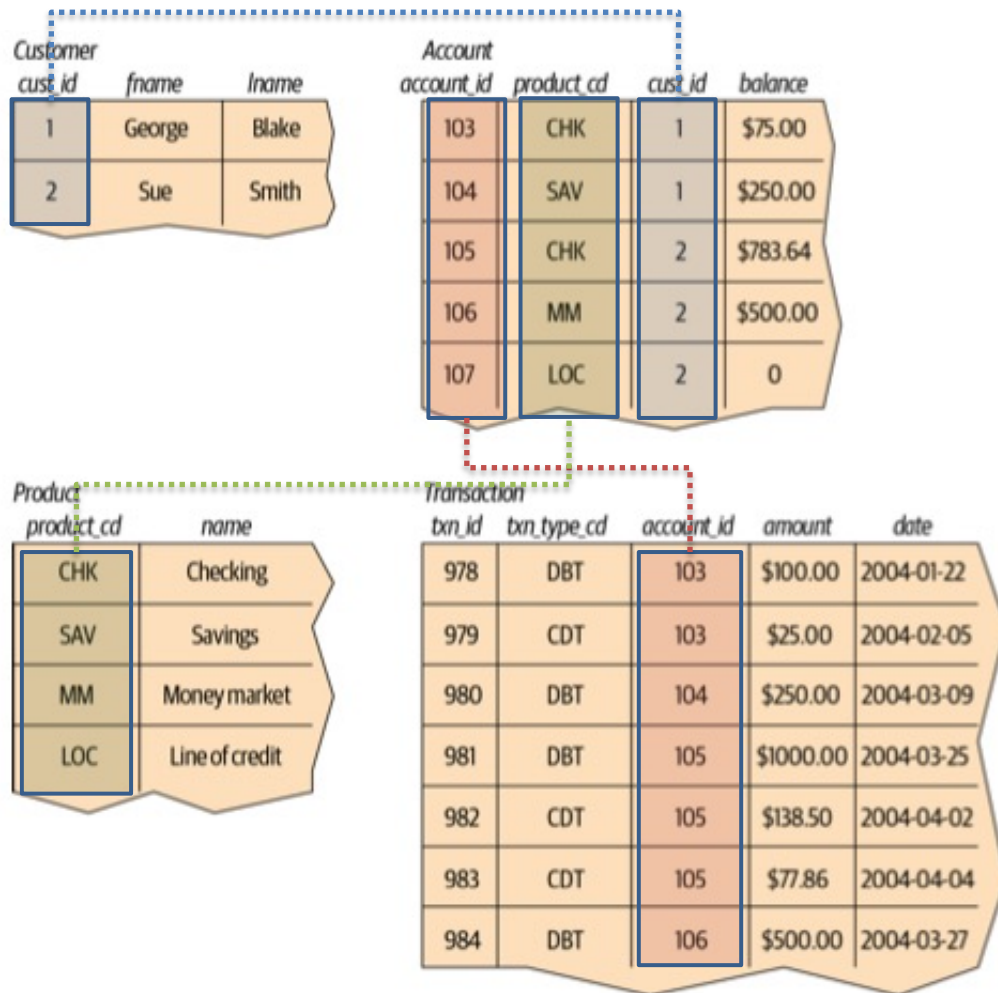 Customer
cust_id fname lname
1 George Blake
2 Sue Smith
Account
account_id product_cd cust_id balance
103 CHK 1 $75.00
104 SAV 1 $250.00
105 CHK 2 $783.64
106 MM 2 $500.00
107 LOC 2 0
Product
product_cd name
CHK Checking
SAV Savings
MM Money market
LOC Line of credit
Transaction
txn_id txn_type_cd account_id amount date
978 DBT 103 $100.00 2004-01-22
979 CDT 103 $25.00 2004-02-05
980 DBT 104 $250.00 2004-03-09
981 DBT 105 $1000.00 2004-03-25
982 CDT 105 $138.50 2004-04-02
983 CDT 105 $77.86 2004-04-04
984 DBT 106 $500.00 2004-03-27